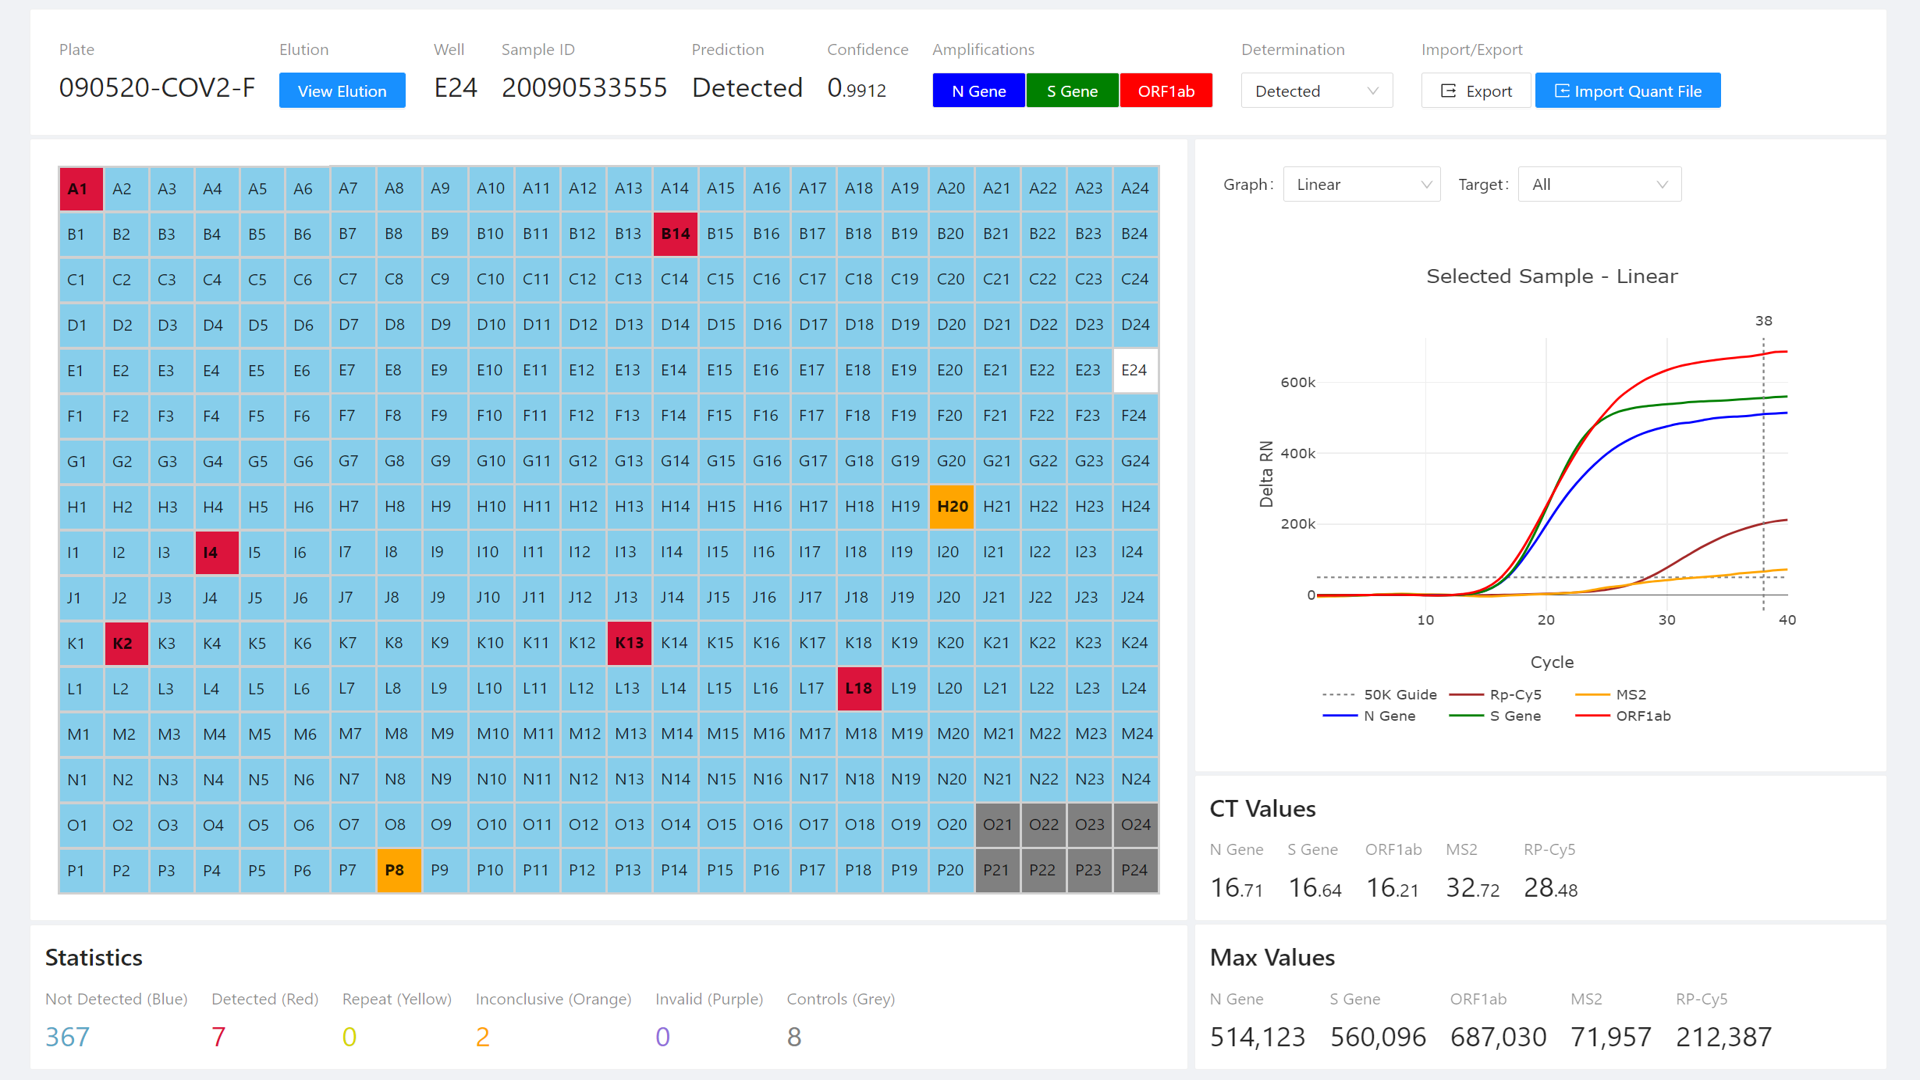 Plate Elution Well Sample ID Prediction Confidence Amplifications Determination Import/Export
090520-COV2-F View Elution E24 20090533555 Detected 0.9912 N Gene S Gene ORF1ab Detected Export Import Quant File
A1 A2 A3 A4 A5 A6 A7 A8 A9 A10 A11 A12 A13 A14 A15 A16 A17 A18 A19 A20 A21 A22 A23 A24
B1 B2 B3 B4 B5 B6 B7 B8 B9 B10 B11 B12 B13 B14 B15 B16 B17 B18 B19 B20 B21 B22 B23 B24
C1 C2 C3 C4 C5 C6 C7 C8 C9 C10 C11 C12 C13 C14 C15 C16 C17 C18 C19 C20 C21 C22 C23 C24
D1 D2 D3 D4 D5 D6 D7 D8 D9 D10 D11 D12 D13 D14 D15 D16 D17 D18 D19 D20 D21 D22 D23 D24
E1 E2 E3 E4 E5 E6 E7 E8 E9 E10 E11 E12 E13 E14 E15 E16 E17 E18 E19 E20 E21 E22 E23 E24
F1 F2 F3 F4 F5 F6 F7 F8 F9 F10 F11 F12 F13 F14 F15 F16 F17 F18 F19 F20 F21 F22 F23 F24
G1 G2 G3 G4 G5 G6 G7 G8 G9 G10 G11 G12 G13 G14 G15 G16 G17 G18 G19 G20 G21 G22 G23 G24
H1 H2 H3 H4 H5 H6 H7 H8 H9 H10 H11 H12 H13 H14 H15 H16 H17 H18 H19 H20 H21 H22 H23 H24
I1 I2 I3 I4 I5 I6 I7 I8 I9 I10 I11 I12 I13 I14 I15 I16 I17 I18 I19 I20 I21 I22 I23 I24
J1 J2 J3 J4 J5 J6 J7 J8 J9 J10 J11 J12 J13 J14 J15 J16 J17 J18 J19 J20 J21 J22 J23 J24
K1 K2 K3 K4 K5 K6 K7 K8 K9 K10 K11 K12 K13 K14 K15 K16 K17 K18 K19 K20 K21 K22 K23 K24
L1 L2 L3 L4 L5 L6 L7 L8 L9 L10 L11 L12 L13 L14 L15 L16 L17 L18 L19 L20 L21 L22 L23 L24
M1 M2 M3 M4 M5 M6 M7 M8 M9 M10 M11 M12 M13 M14 M15 M16 M17 M18 M19 M20 M21 M22 M23 M24
N1 N2 N3 N4 N5 N6 N7 N8 N9 N10 N11 N12 N13 N14 N15 N16 N17 N18 N19 N20 N21 N22 N23 N24
O1 O2 O3 O4 O5 O6 O7 O8 O9 O10 O11 O12 O13 O14 O15 O16 O17 O18 O19 O20 O21 O22 O23 O24
P1 P2 P3 P4 P5 P6 P7 P8 P9 P10 P11 P12 P13 P14 P15 P16 P17 P18 P19 P20 P21 P22 P23 P24
Graph: Linear Target: All
Selected Sample - Linear
38
600k
400k
200k
0
Delta RN
10 20 30 40
Cycle
50K Guide Rp-Cy5 MS2
N Gene S Gene ORF1ab
CT Values
N Gene S Gene ORF1ab MS2 RP-Cy5
16.71 16.64 16.21 32.72 28.48
Statistics
Not Detected (Blue) Detected (Red) Repeat (Yellow) Inconclusive (Orange) Invalid (Purple) Controls (Grey)
367 7 0 2 0 8
Max Values
N Gene S Gene ORF1ab MS2 RP-Cy5
514,123 560,096 687,030 71,957 212,387